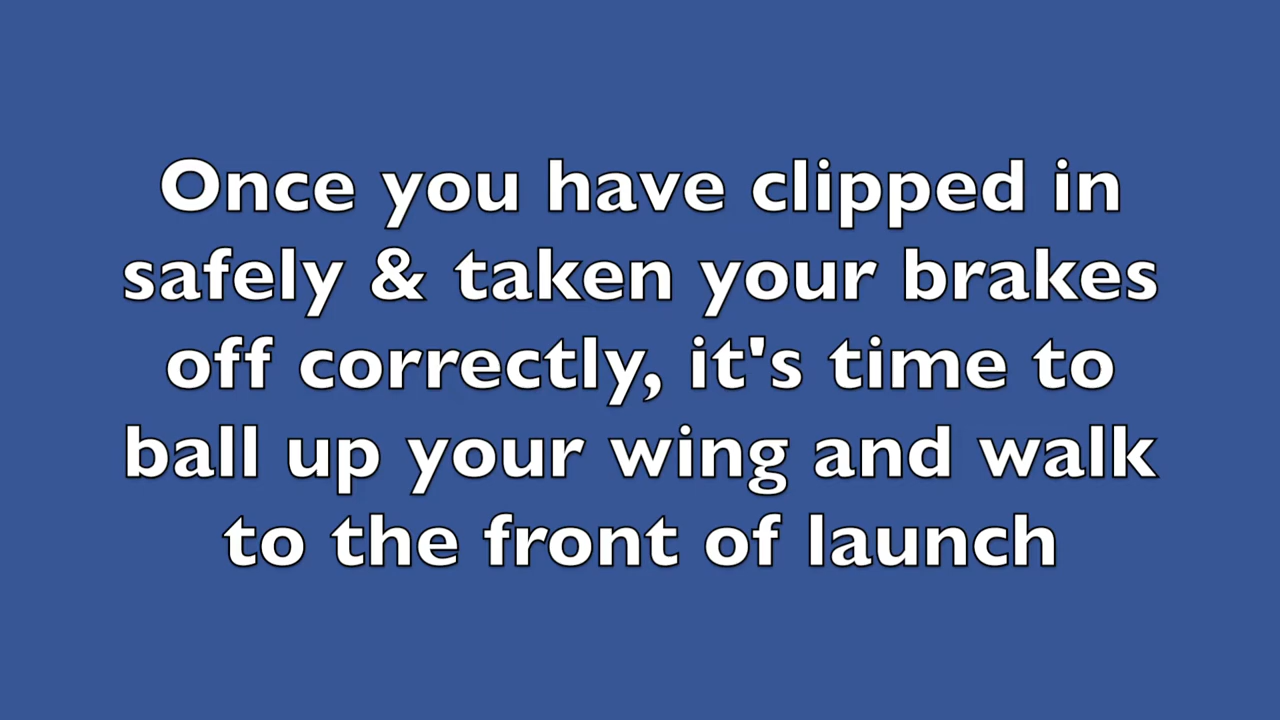 Once you have clipped in
safely & taken your brakes
off correctly, it's time to
ball up your wing and walk
to the front of launch